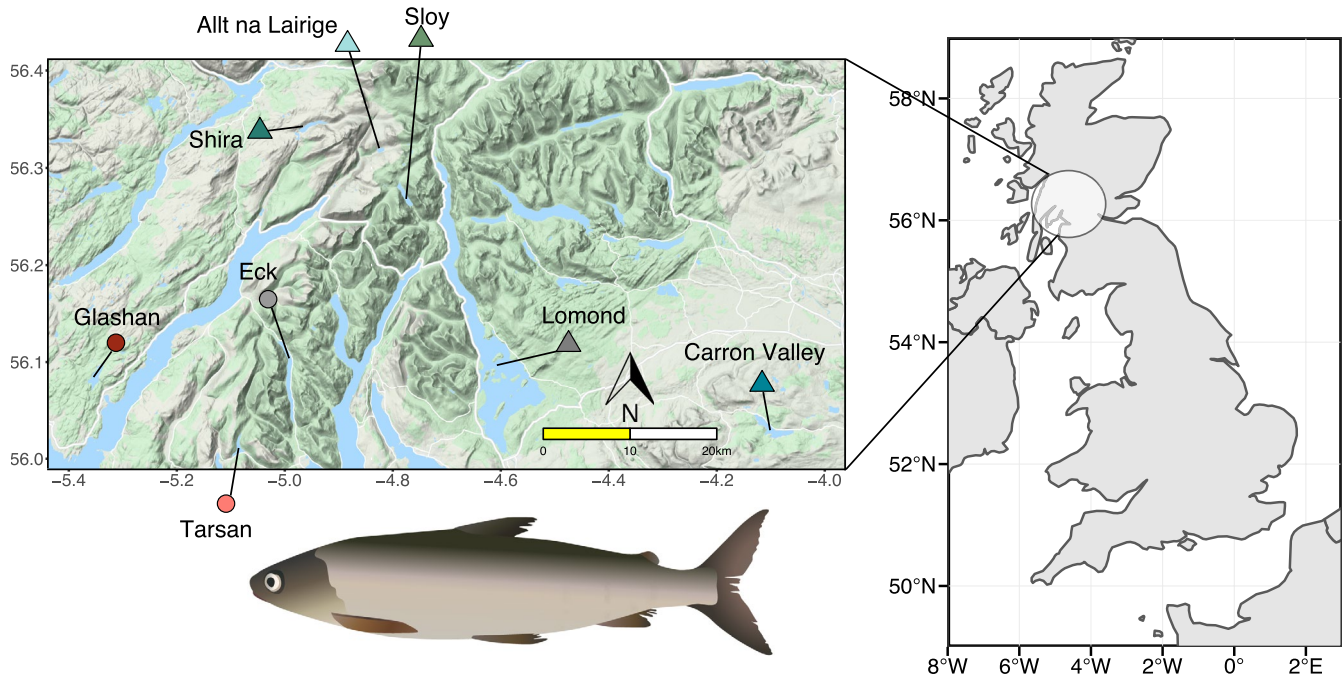 Allt na Lairige
Sloy
Shira
Eck
Glashan
Lomond
Carron Valley
Tarsan
N
0 10 20km
56.4
56.3
56.2
56.1
56.0
−5.4 −5.2 −5.0 −4.8 −4.6 −4.4 −4.2 −4.0
58°N
56°N
54°N
52°N
50°N
8°W 6°W 4°W 2°W 0° 2°E